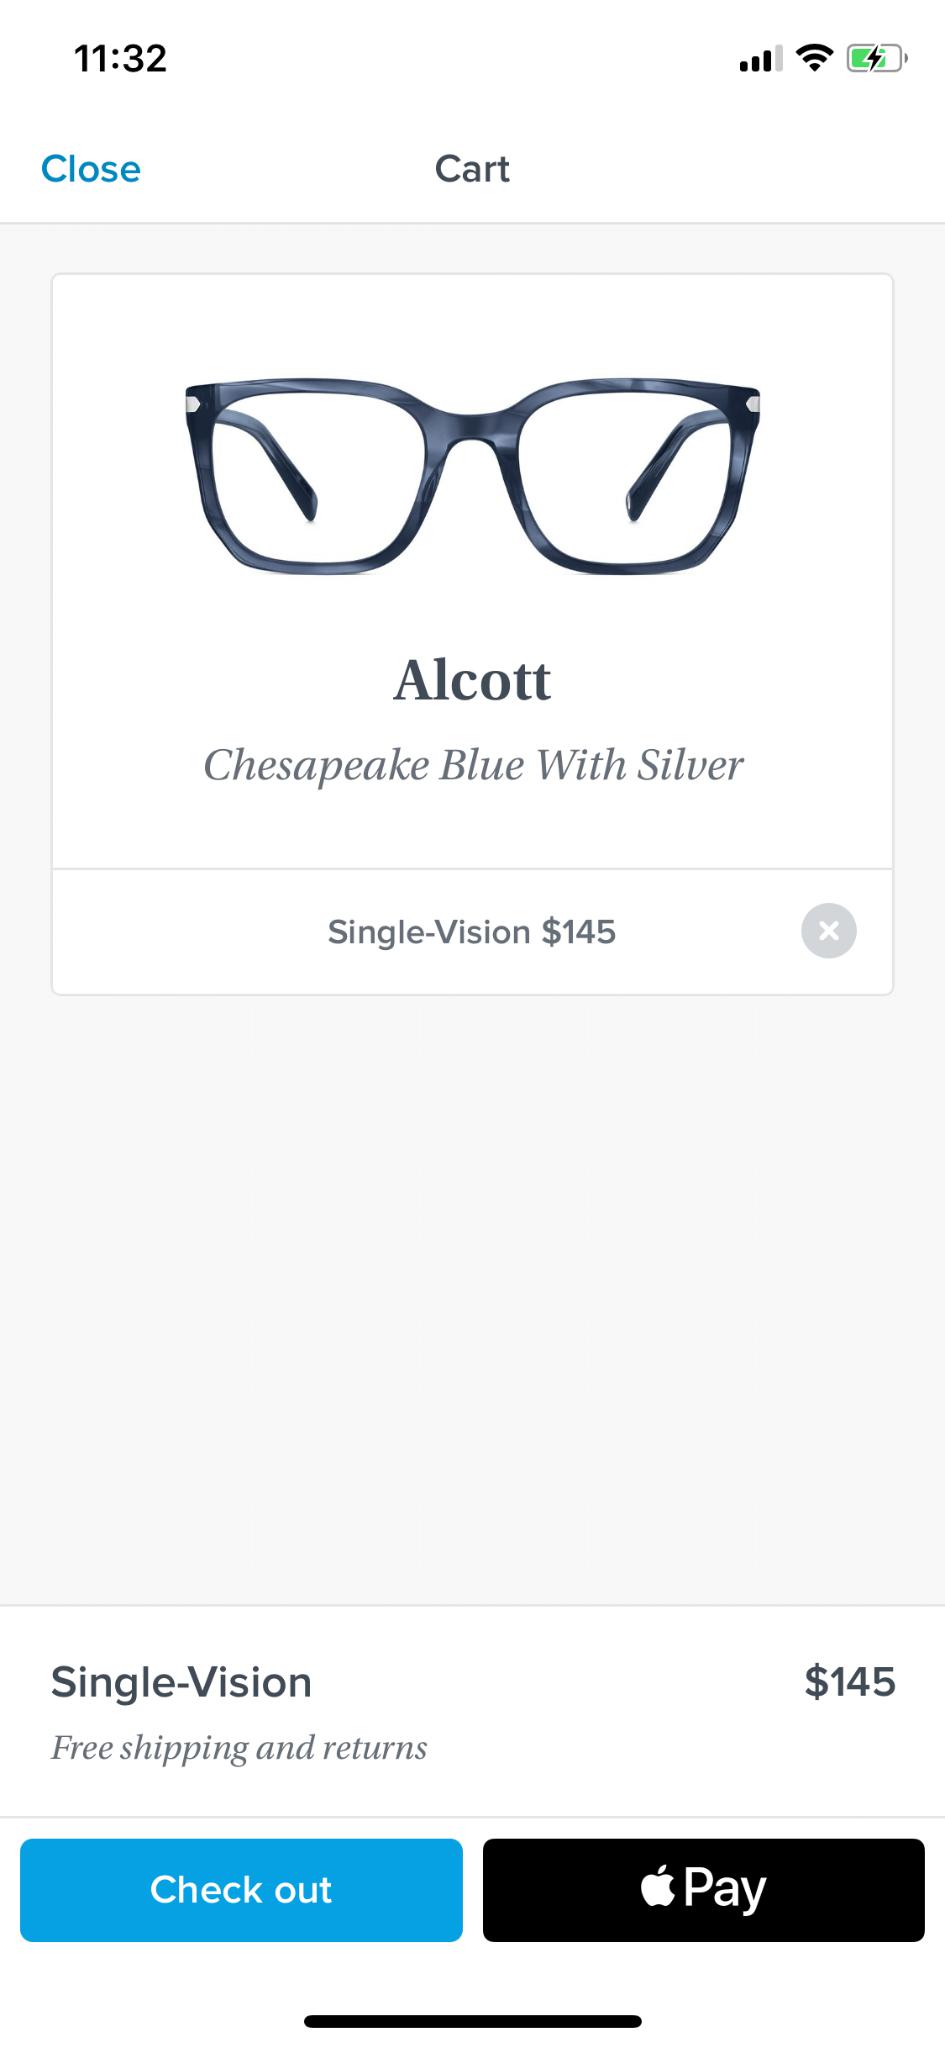 11:32
Close
Cart
Alcott
Chesapeake Blue With Silver
Single-Vision $145
Single-Vision
$145
Free shipping and returns
Check out
Pay